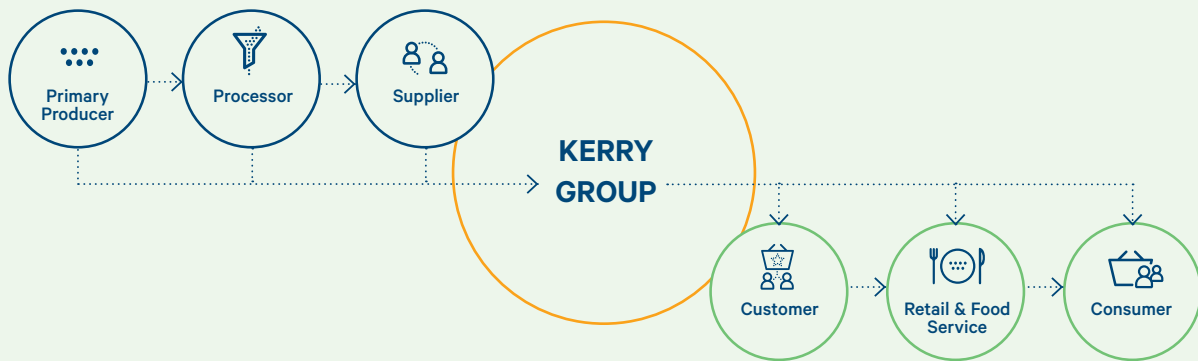 Primary
Producer
Processor
Supplier
KERRY
GROUP
Customer
Retail & Food
Service
Consumer